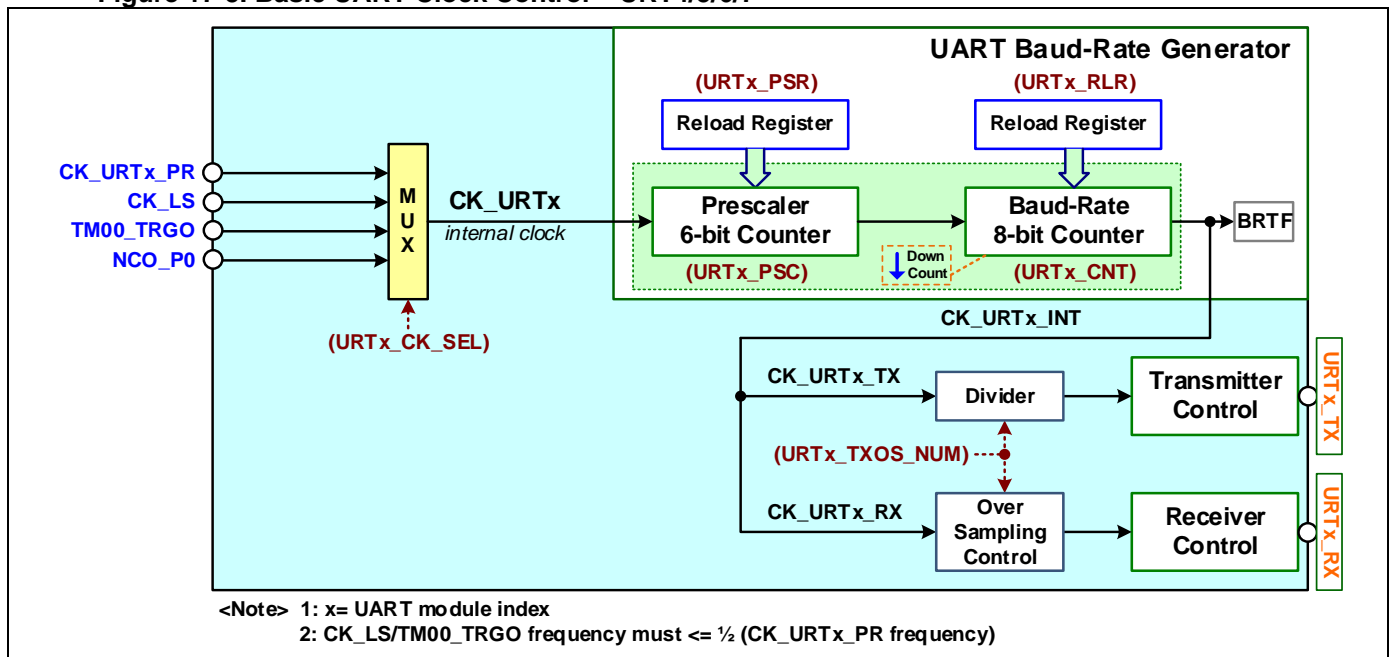 UART Baud-Rate Generator
(URTx_PSR)
(URTx_RLR)
Reload Register
Reload Register
CK_URTx_PR
CK_LS
TM00_TRGO
NCO_P0
MUX
CK_URTx
internal clock
Prescaler
6-bit Counter
Baud-Rate
8-bit Counter
BRTF
(URTx_PSC)
Down
Count
(URTx_CNT)
(URTx_CK_SEL)
CK_URTx_INT
CK_URTx_TX
Divider
Transmitter
Control
URTx_TX
(URTx_TXOS_NUM)
CK_URTx_RX
Over
Sampling
Control
Receiver
Control
URTx_RX
<Note> 1: x= UART module index
2: CK_LS/TM00_TRGO frequency must <= ½ (CK_URTx_PR frequency)